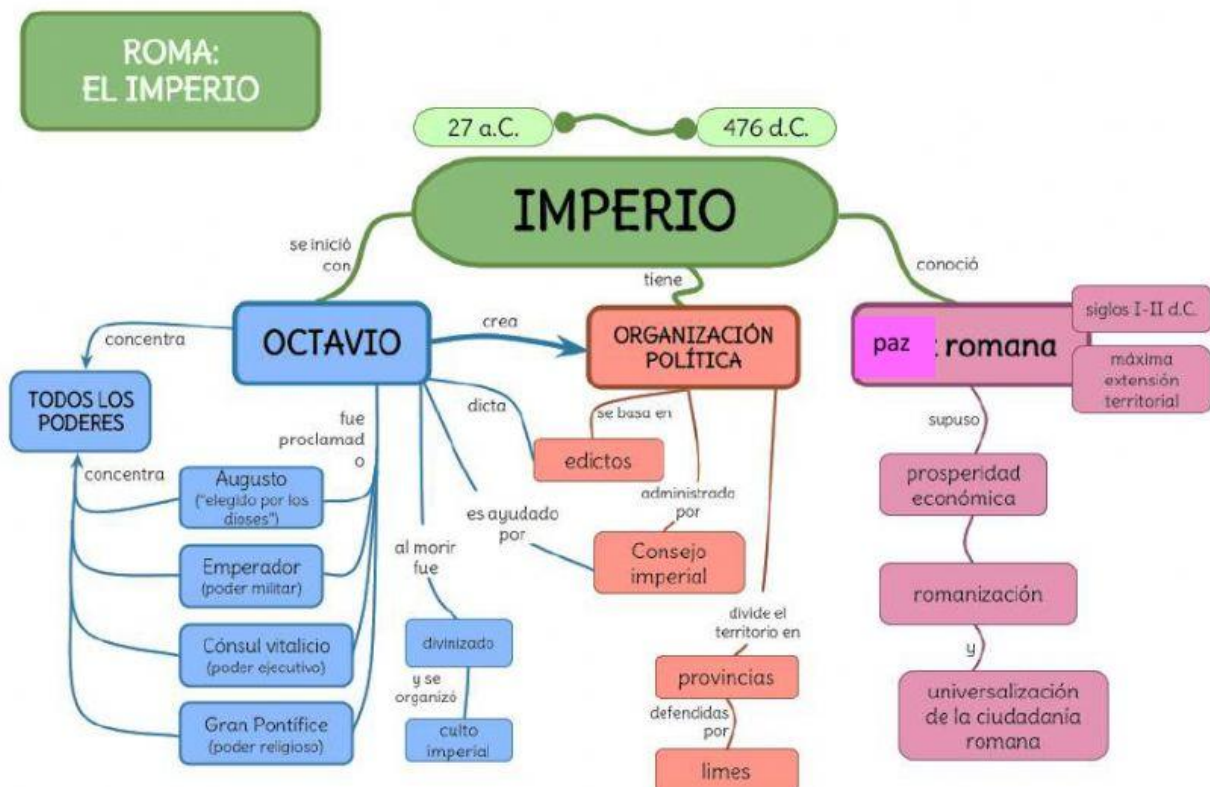 ROMA:
EL IMPERIO
27 a.C.
476 d.C.
IMPERIO
se inició
con
tiene
conoció
OCTAVIO
concentra
crea
ORGANIZACIÓN
POLÍTICA
paz
romana
siglos I-II d.C.
máxima
extensión
territorial
TODOS LOS
PODERES
concentra
fue
proclamad
o
Augusto
("elegido por los
dioses")
Emperador
(poder militar)
Cónsul vitalicio
(poder ejecutivo)
Gran Pontífice
(poder religioso)
al morir
fue
divinizado
y se
organizó
culto
imperial
dicta
es ayudado
por
se basa en
edictos
administrado
por
Consejo
imperial
divide el
territorio en
provincias
defendidas
por
limes
supuso
prosperidad
económica
romanización
y
universalización
de la ciudadanía
romana